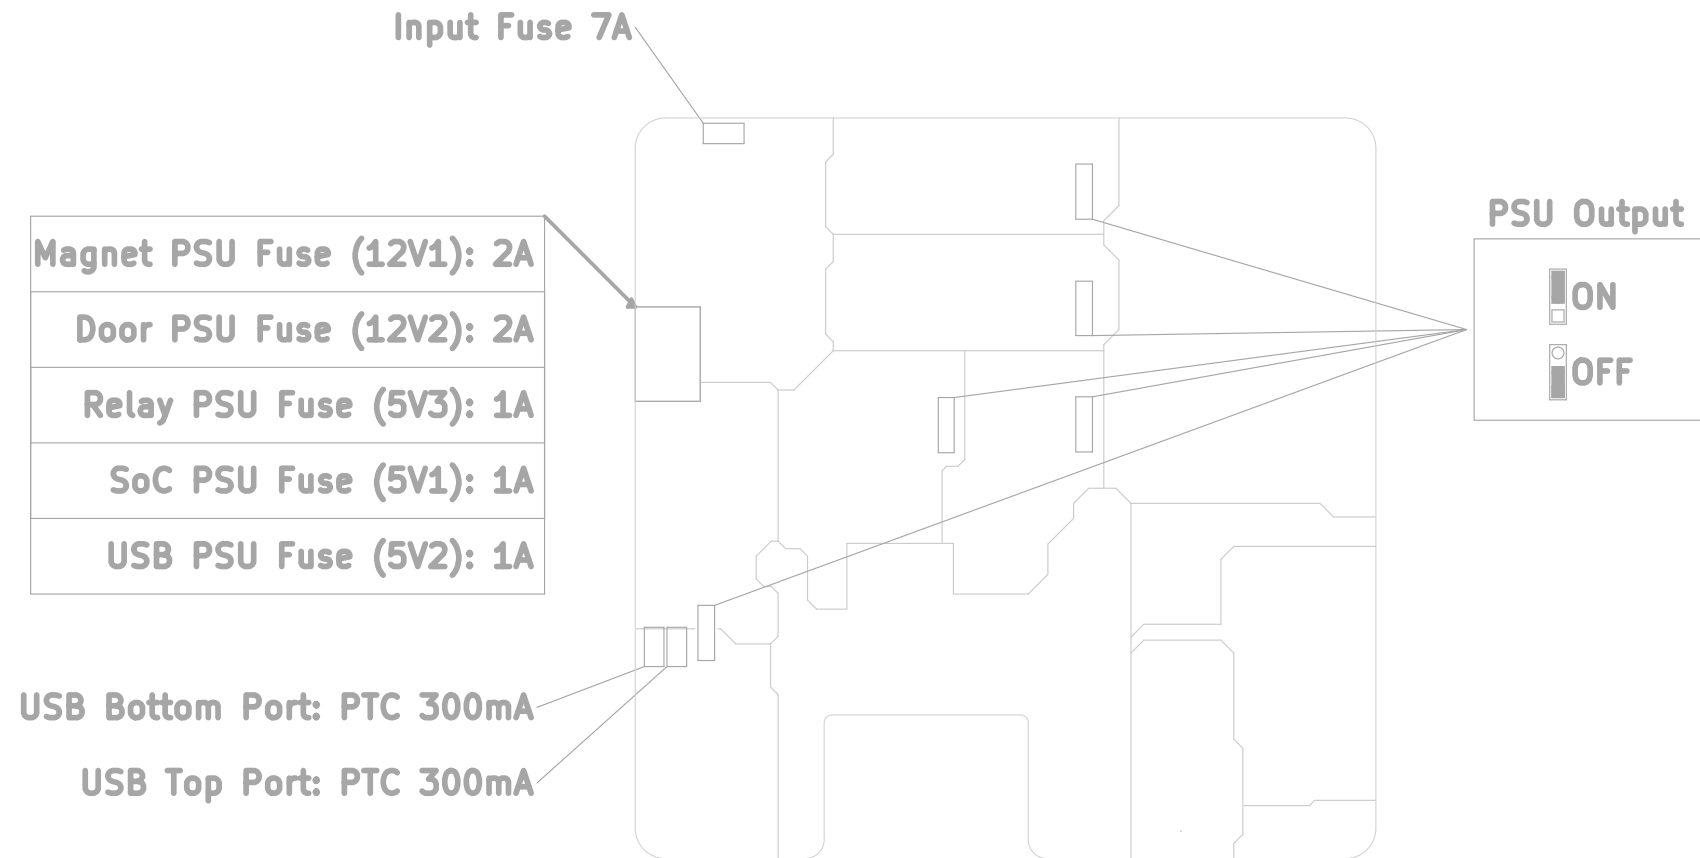 Input Fuse 7A
PSU Output
Magnet PSU Fuse (12V1): 2A
Door PSU Fuse (12V2): 2A
Relay PSU Fuse (5V3): 1A
SoC PSU Fuse (5V1): 1A
USB PSU Fuse (5V2): 1A
ON
OFF
USB Bottom Port: PTC 300mA
USB Top Port: PTC 300mA